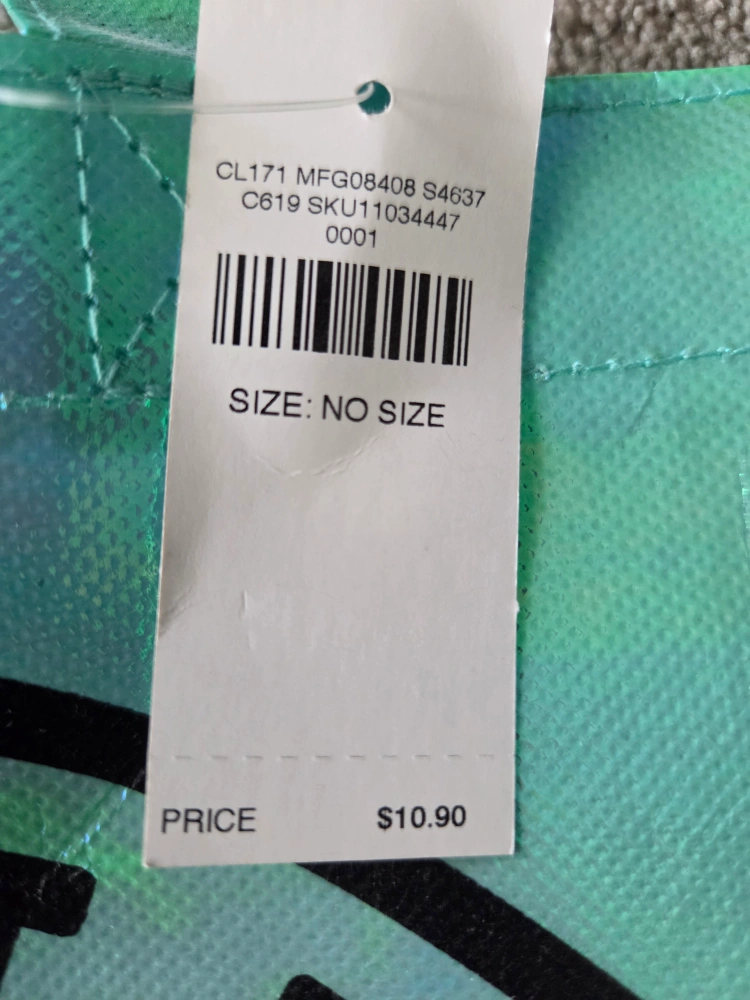 CL171 MFG08408 S4637
C619 SKU11034447
0001
SIZE: NO SIZE
PRICE $10.90